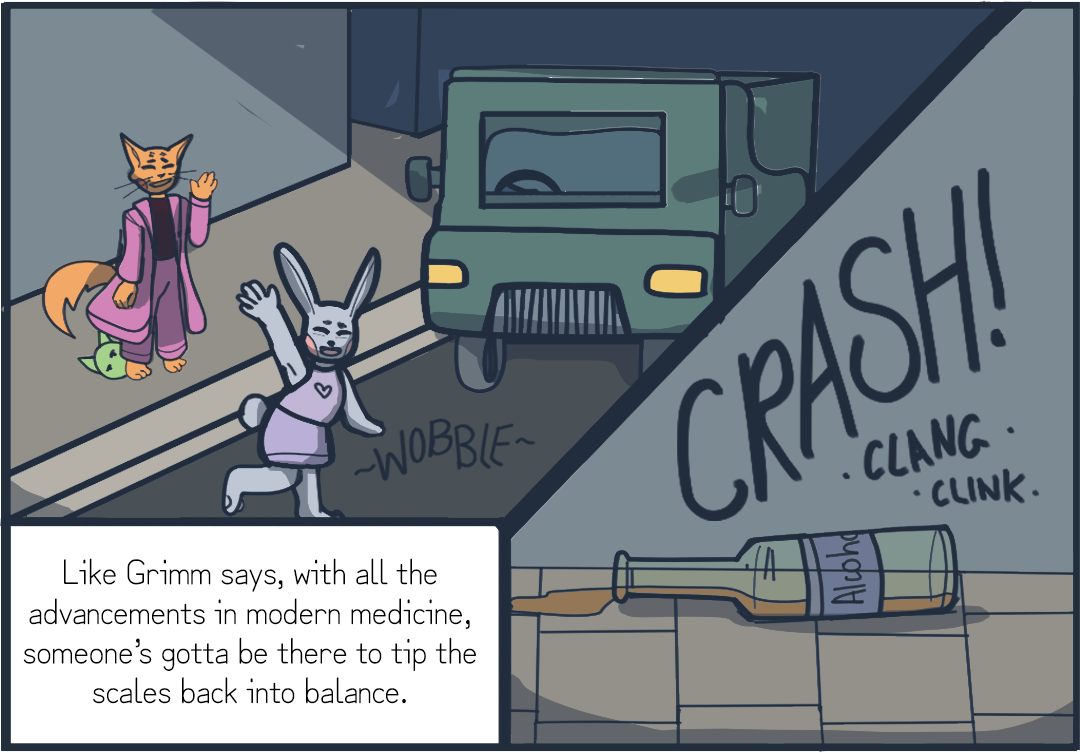 ~WOBBLE~
CRASH!
· CLANG ·
· CLINK ·
Alcoho
Like Grimm says, with all the
advancements in modern medicine,
someone's gotta be there to tip the
scales back into balance.